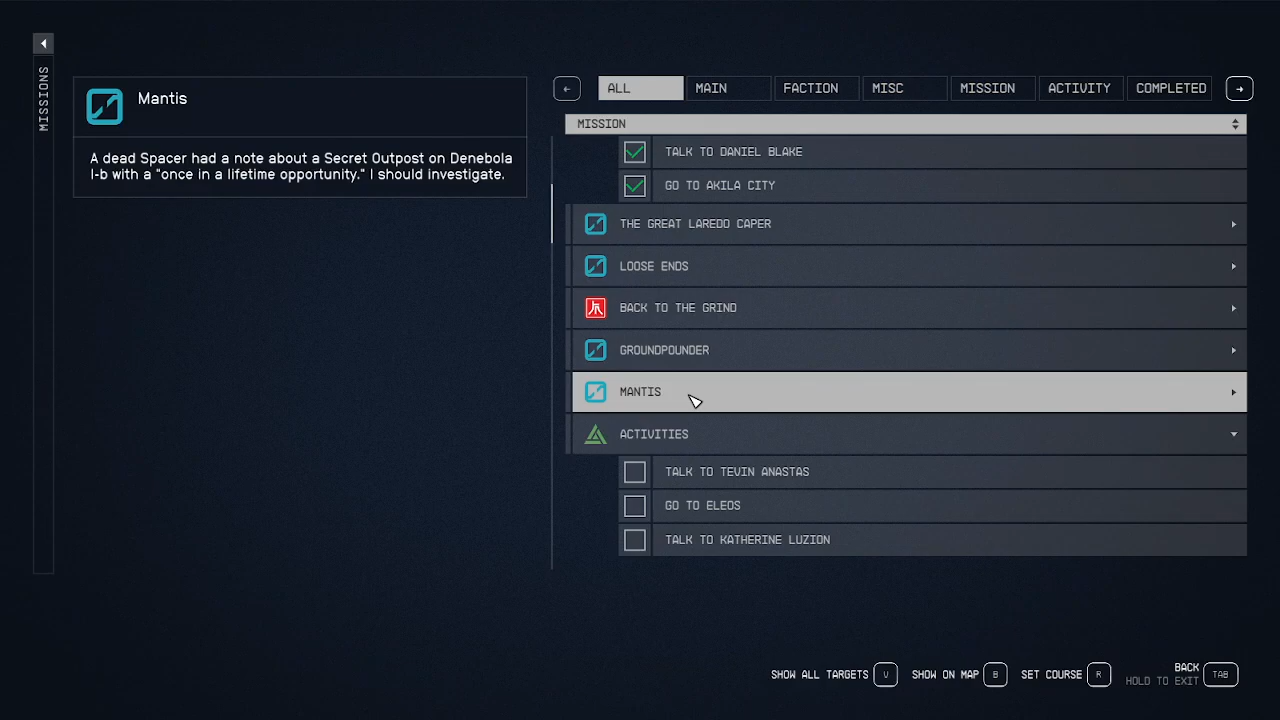 MISSIONS
Mantis
A dead Spacer had a note about a Secret Outpost on Denebola
I-b with a "once in a lifetime opportunity." I should investigate.
ALL
MAIN
FACTION
MISC
MISSION
ACTIVITY
COMPLETED
MISSION
TALK TO DANIEL BLAKE
GO TO AKILA CITY
THE GREAT LAREDO CAPER
LOOSE ENDS
BACK TO THE GRIND
GROUNDPOUNDER
MANTIS
ACTIVITIES
TALK TO TEVIN ANASTAS
GO TO ELEOS
TALK TO KATHERINE LUZION
SHOW ALL TARGETS V
SHOW ON MAP B
SET COURSE R
BACK
HOLD TO EXIT TAB